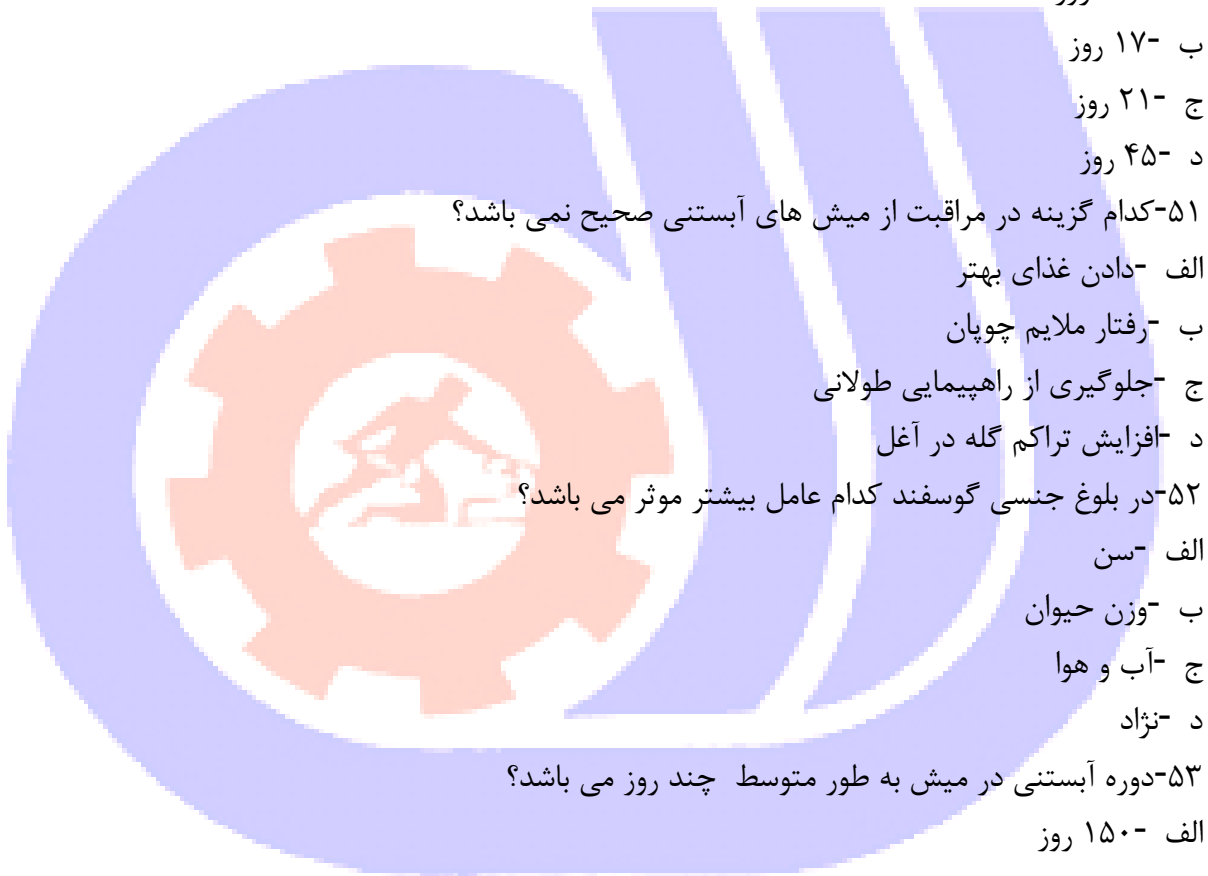 ب -۱۷ روز
ج -۲۱ روز
د -۴۵ روز
۵۱-کدام گزینه در مراقبت از میش های آبستنی صحیح نمی باشد؟
الف -دادن غذای بهتر
ب -رفتار ملایم چوپان
ج -جلوگیری از راهپیمایی طولانی
د -افزایش تراکم گله در آغل
۵۲-در بلوغ جنسی گوسفند کدام عامل بیشتر موثر می باشد؟
الف -سن
ب -وزن حیوان
ج -آب و هوا
د -نژاد
۵۳-دوره آبستنی در میش به طور متوسط چند روز می باشد؟
الف -۱۵۰ روز